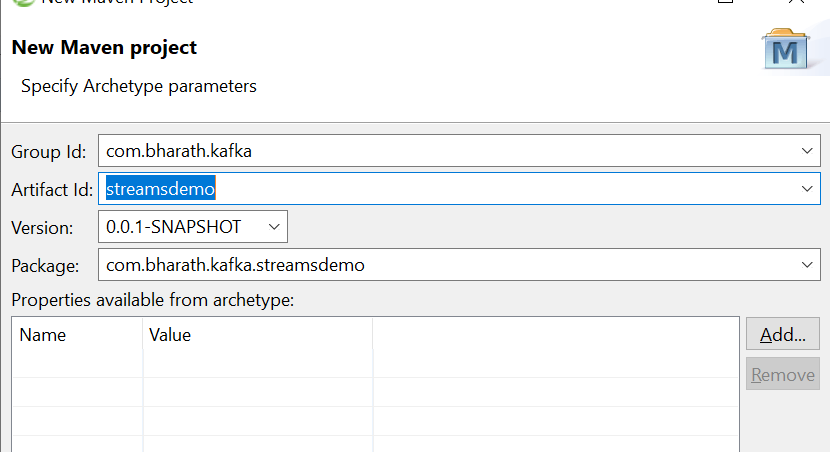 New Maven Project
New Maven project
Specify Archetype parameters
M
Group Id: com.bharath.kafka
Artifact Id: streamsdemo
Version: 0.0.1-SNAPSHOT
Package: com.bharath.kafka.streamsdemo
Properties available from archetype:
Name Value
Add...
Remove